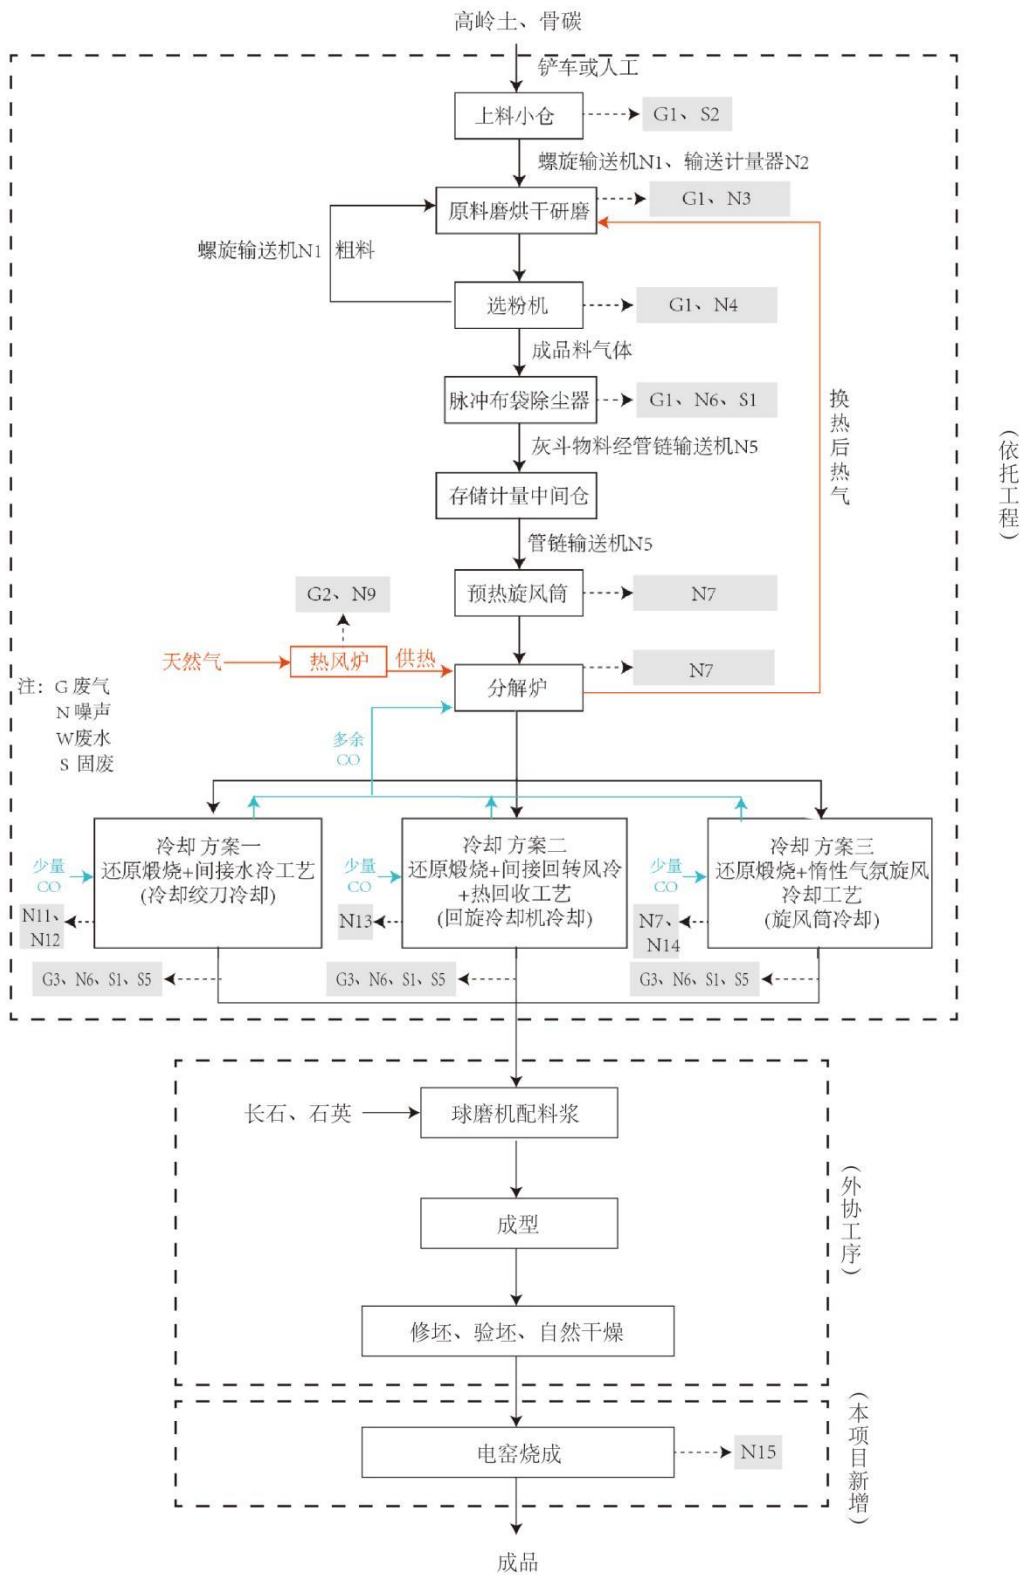 高岭土、骨碳
铲车或人工
上料小仓
G1、S2
螺旋输送机N1、输送计量器N2
原料磨烘干研磨
G1、N3
螺旋输送机N1
粗料
选粉机
G1、N4
成品料气体
脉冲布袋除尘器
G1、N6、S1
换热后热气
灰斗物料经管链输送机N5
(依托工程)
存储计量中间仓
管链输送机N5
G2、N9
预热旋风筒
N7
天然气
热风炉
供热
分解炉
N7
注：G 废气
N 噪声
W废水
S 固废
多余
CO
冷却 方案一
还原煅烧+间接水冷工艺
(冷却绞刀冷却)
少量
CO
N11、
N12
G3、N6、S1、S5
冷却 方案二
还原煅烧+间接回转风冷
+热回收工艺
(回旋冷却机冷却)
少量
CO
N13
G3、N6、S1、S5
冷却 方案三
还原煅烧+惰性气氛旋风
冷却工艺
(旋风筒冷却)
少量
CO
N7、
N14
G3、N6、S1、S5
长石、石英
球磨机配料浆
成型
(外协工序)
修坯、验坯、自然干燥
电窑烧成
N15
(本项目新增)
成品